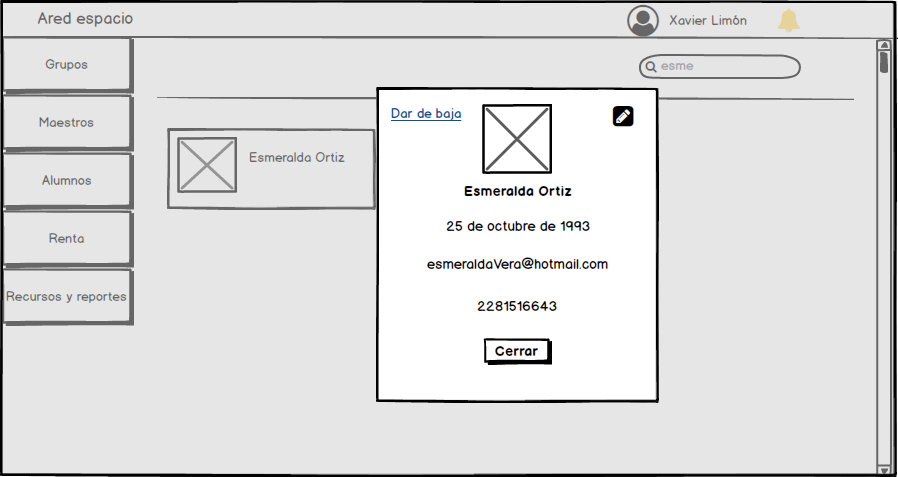 Ared espacio
Xavier Limón
Grupos
Maestros
Alumnos
Renta
Recursos y reportes
esme
Esmeralda Ortiz
Dar de baja
Esmeralda Ortiz
25 de octubre de 1993
esmeraldaVera@hotmail.com
2281516643
Cerrar